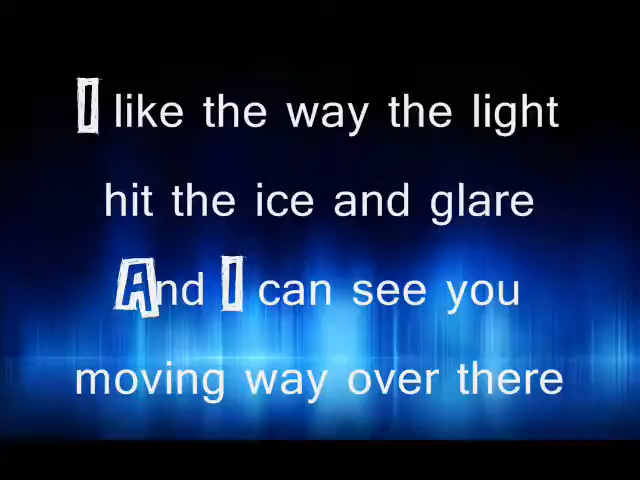 I like the way the light
hit the ice and glare
And I can see you
moving way over there